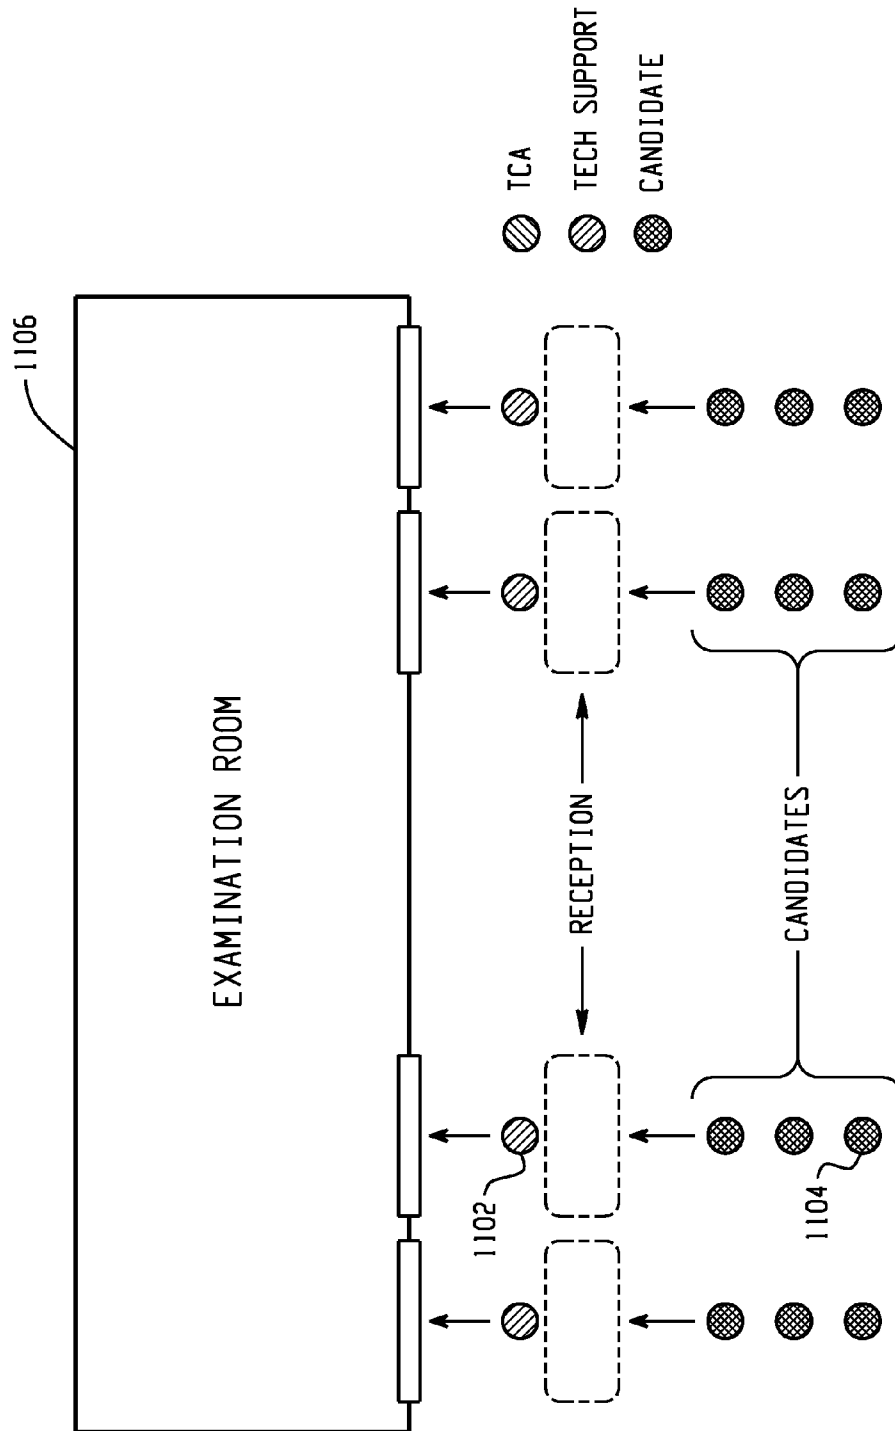 1106
EXAMINATION ROOM
TCA
TECH SUPPORT
CANDIDATE
1102
RECEPTION
1104
CANDIDATES